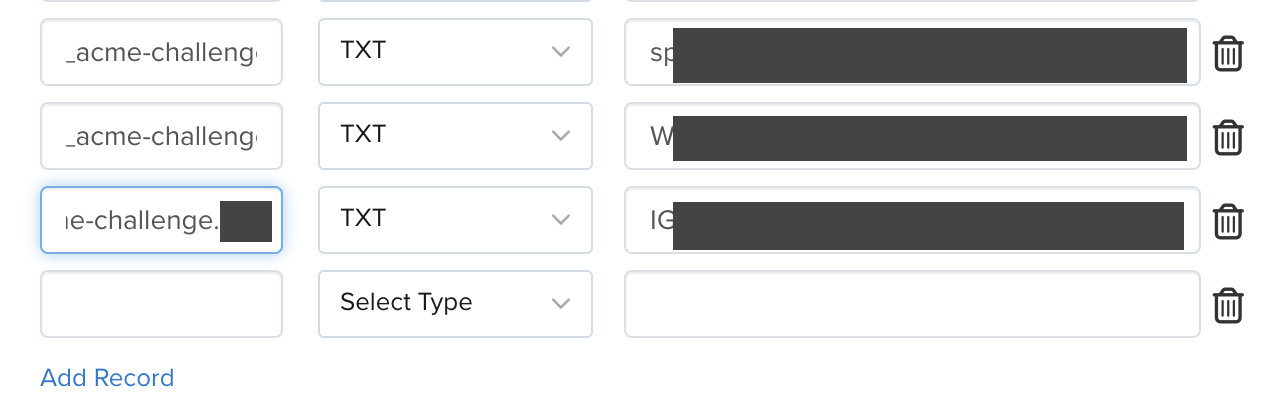 _acme-challeng TXT sp
_acme-challeng TXT W
e-challenge. TXT IG
Select Type
Add Record